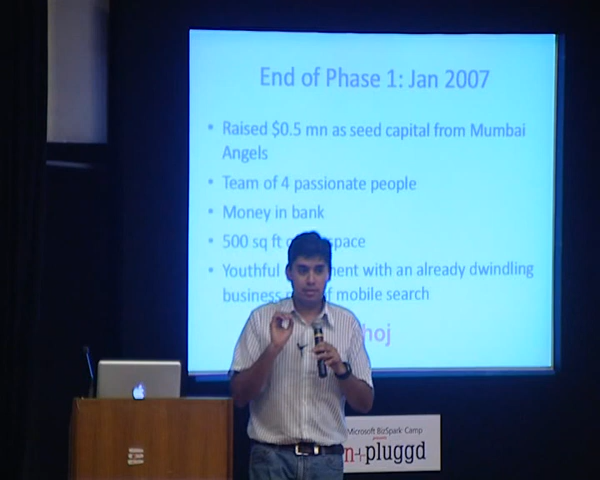 End of Phase 1: Jan 2007
• Raised $0.5 mn as seed capital from Mumbai
Angels
• Team of 4 passionate people
• Money in bank
• 500 sq ft space
• Youthful with an already dwindling
business mobile search
hoj
Microsoft BizSpark Camp
n+pluggd